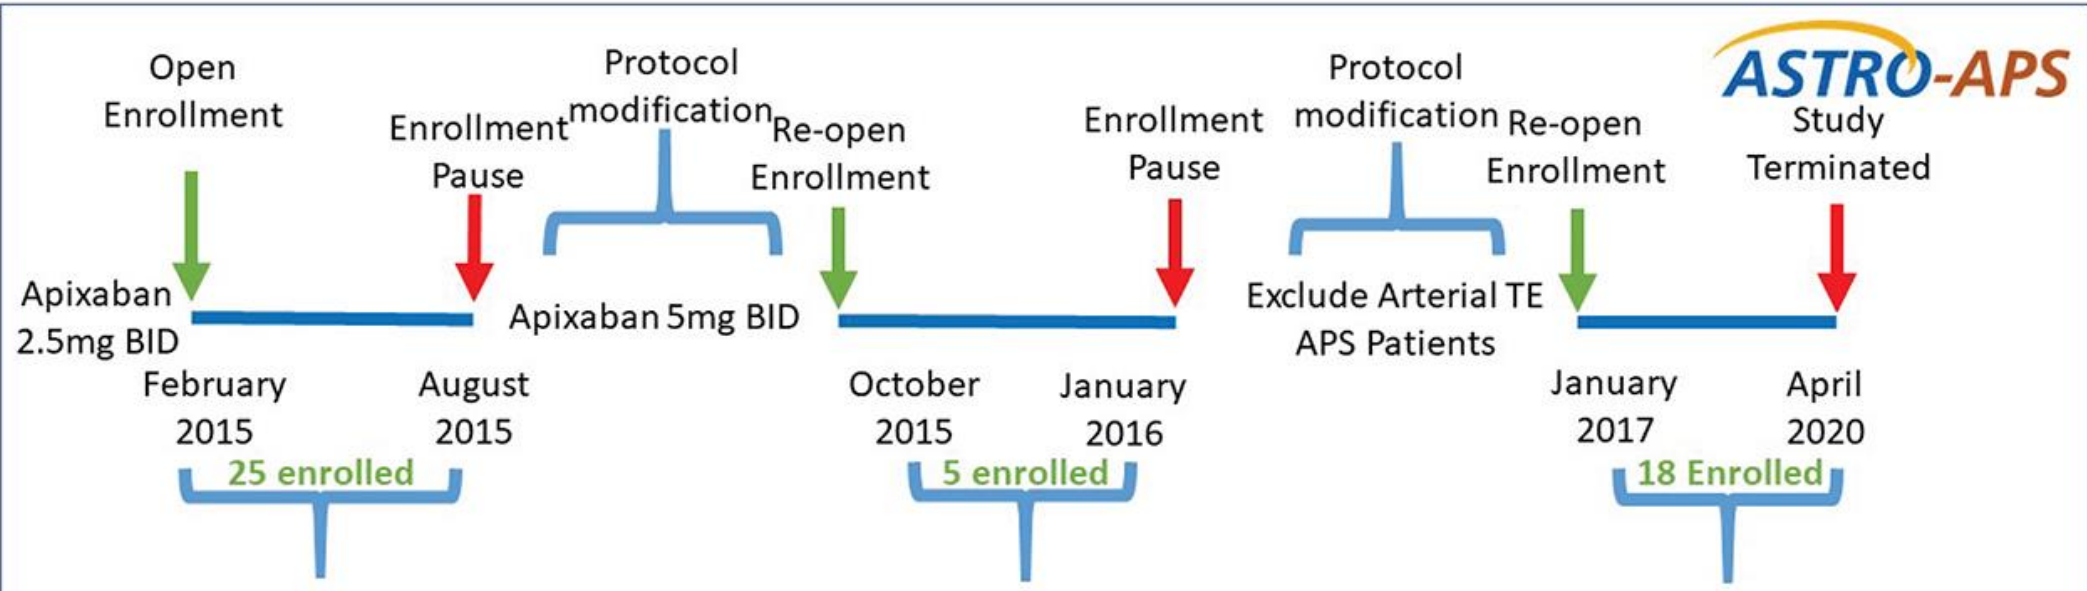 Open
Enrollment
Enrollment
Pause
Protocol
modification
Re-open
Enrollment
Enrollment
Pause
Protocol
modification
Re-open
Enrollment
ASTRO-APS
Study
Terminated
Apixaban
2.5mg BID
Apixaban 5mg BID
Exclude Arterial TE
APS Patients
February
2015
August
2015
October
2015
January
2016
January
2017
April
2020
25 enrolled
5 enrolled
18 Enrolled